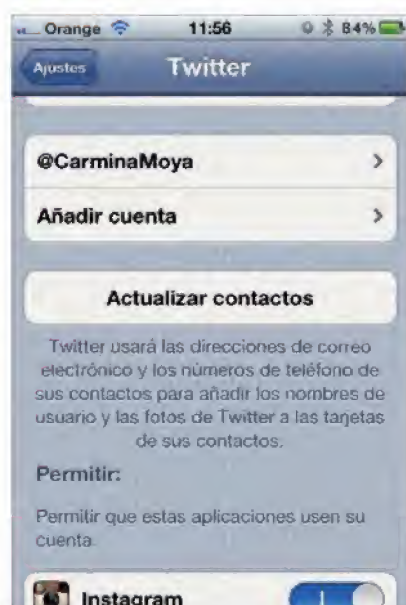 Orange 11:56 84%
Ajustes Twitter
@CarminaMoya
Añadir cuenta
Actualizar contactos
Twitter usará las direcciones de correo
electrónico y los números de teléfono de
sus contactos para añadir los nombres de
usuario y las fotos de Twitter a las tarjetas
de sus contactos.
Permitir:
Permitir que estas aplicaciones usen su
cuenta.
Instagram